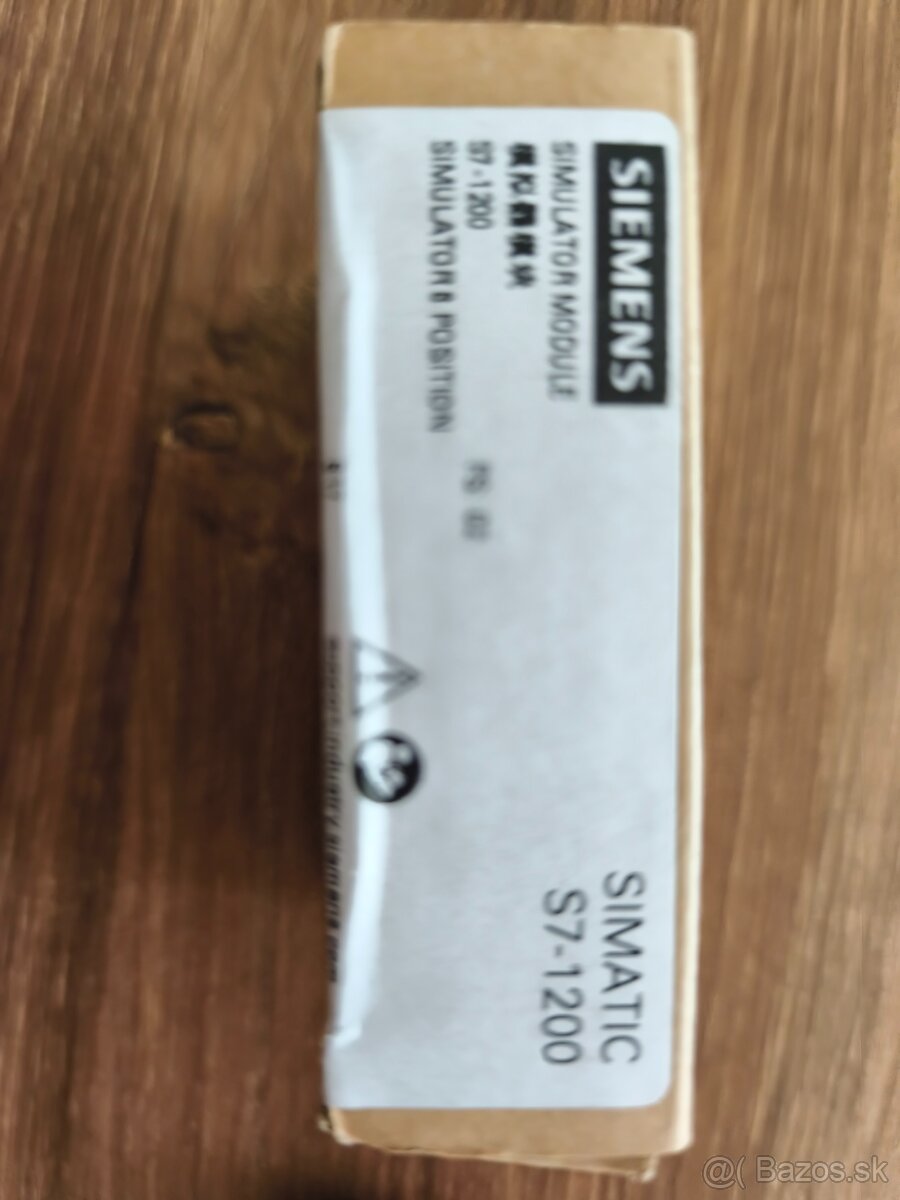 SIEMENS
SIMULATOR MODULE
模拟器模块
S7-1200
SIMULATOR 8 POSITION
SIMATIC
S7-1200
@( Bazos.sk